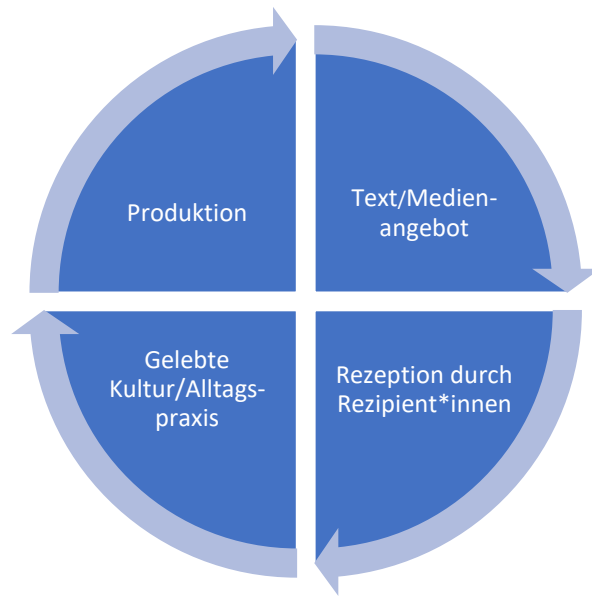 Produktion
Text/Medien-
angebot
Gelebte
Kultur/Alltags-
praxis
Rezeption durch
Rezipient*innen